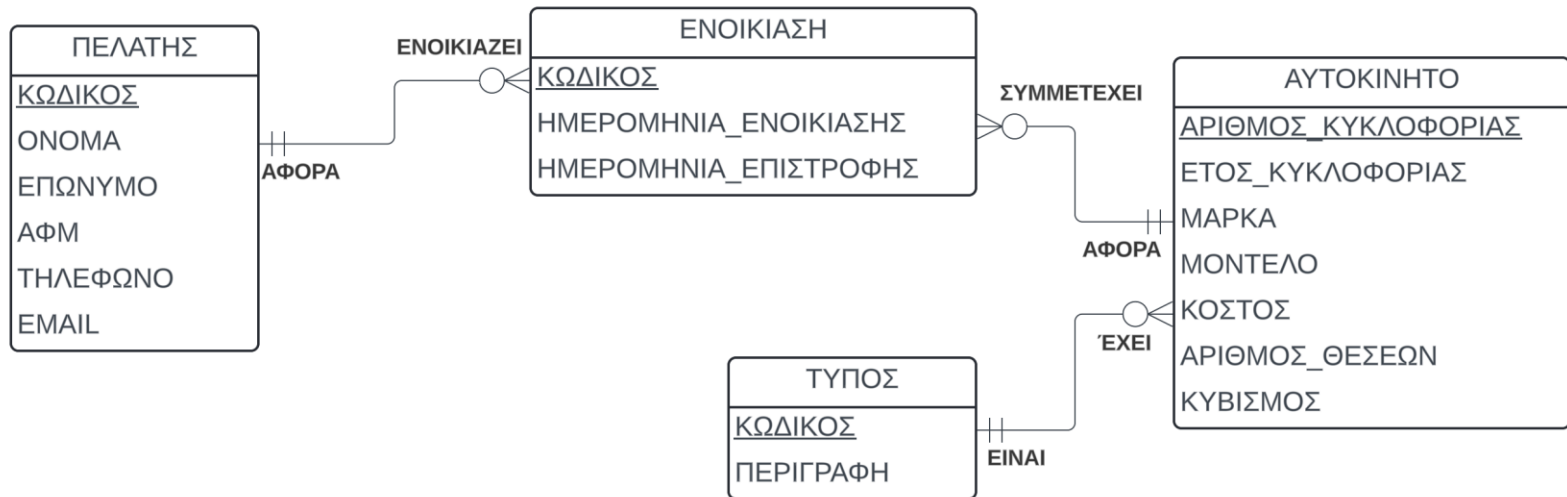 ΠΕΛΑΤΗΣ
ΚΩΔΙΚΟΣ
ΟΝΟΜΑ
ΕΠΩΝΥΜΟ
ΑΦΜ
ΤΗΛΕΦΩΝΟ
EMAIL
ΕΝΟΙΚΙΑΖΕΙ
ΑΦΟΡΑ
ΕΝΟΙΚΙΑΣΗ
ΚΩΔΙΚΟΣ
ΗΜΕΡΟΜΗΝΙΑ_ΕΝΟΙΚΙΑΣΗΣ
ΗΜΕΡΟΜΗΝΙΑ_ΕΠΙΣΤΡΟΦΗΣ
ΣΥΜΜΕΤΕΧΕΙ
ΑΦΟΡΑ
ΑΥΤΟΚΙΝΗΤΟ
ΑΡΙΘΜΟΣ_ΚΥΚΛΟΦΟΡΙΑΣ
ΕΤΟΣ_ΚΥΚΛΟΦΟΡΙΑΣ
ΜΑΡΚΑ
ΜΟΝΤΕΛΟ
ΚΟΣΤΟΣ
ΑΡΙΘΜΟΣ_ΘΕΣΕΩΝ
ΚΥΒΙΣΜΟΣ
ΈΧΕΙ
ΕΙΝΑΙ
ΤΥΠΟΣ
ΚΩΔΙΚΟΣ
ΠΕΡΙΓΡΑΦΗ